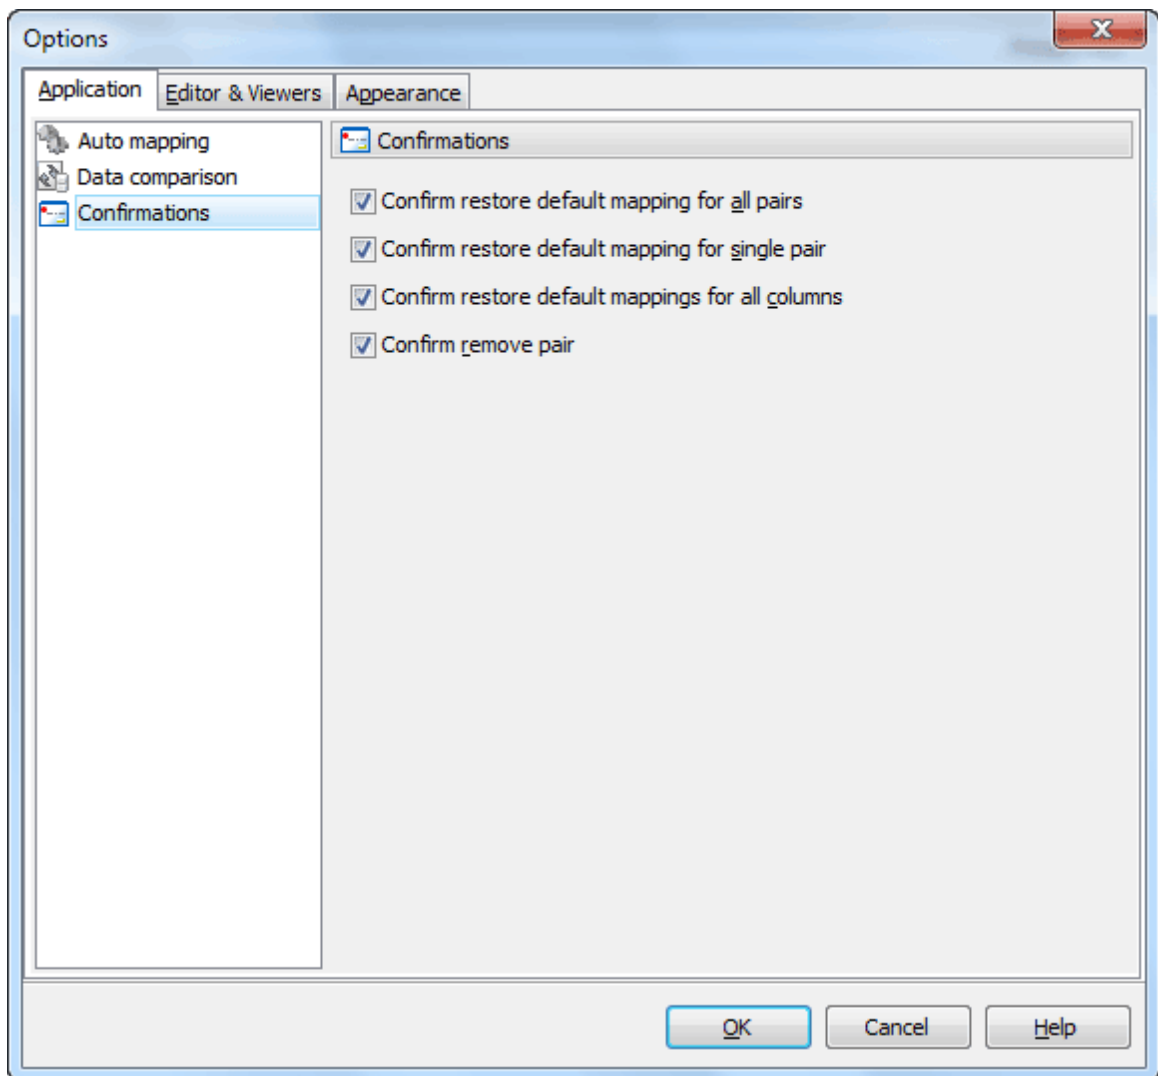 Options
Application
Editor & Viewers
Appearance
Auto mapping
Data comparison
Confirmations
Confirmations
Confirm restore default mapping for all pairs
Confirm restore default mapping for single pair
Confirm restore default mappings for all columns
Confirm remove pair
OK
Cancel
Help